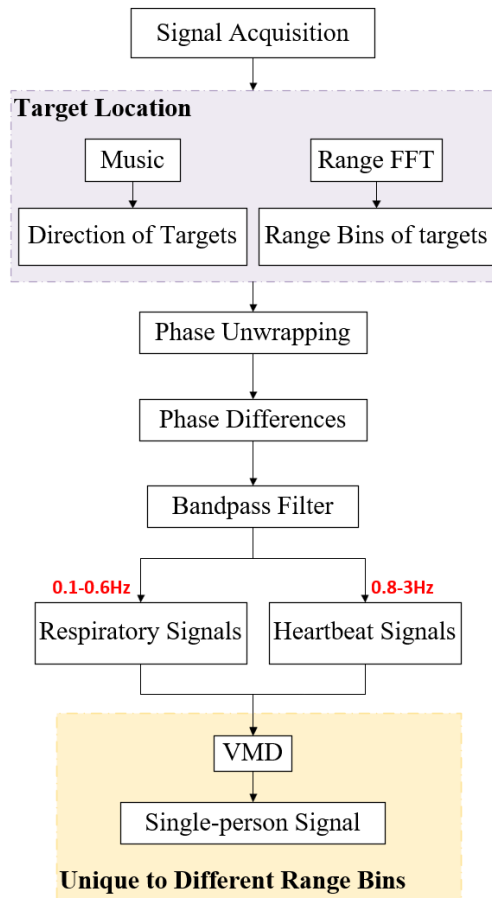 Signal Acquisition
Target Location
Music
Range FFT
Direction of Targets
Range Bins of targets
Phase Unwrapping
Phase Differences
Bandpass Filter
0.1-0.6Hz
0.8-3Hz
Respiratory Signals
Heartbeat Signals
VMD
Single-person Signal
Unique to Different Range Bins